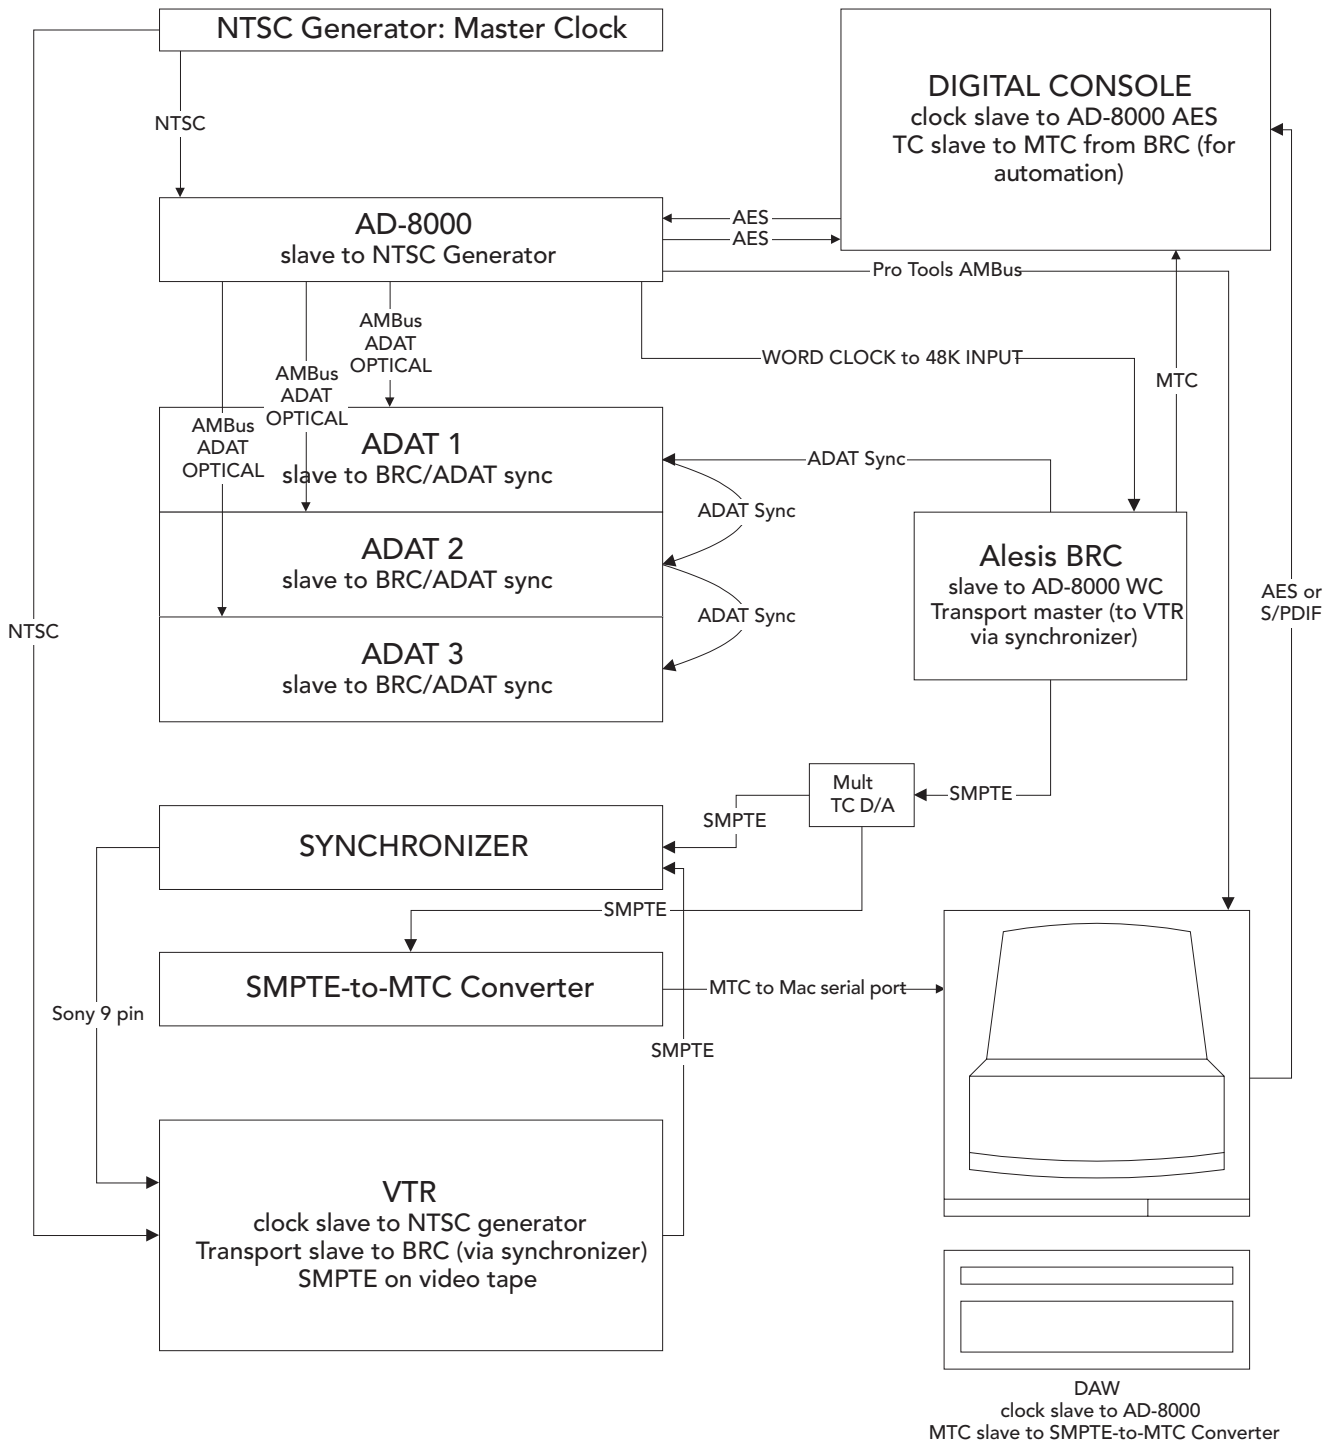 NTSC Generator: Master Clock
DIGITAL CONSOLE
clock slave to AD-8000 AES
TC slave to MTC from BRC (for
automation)
NTSC
AD-8000
slave to NTSC Generator
AES
AES
Pro Tools AMBus
AMBus
ADAT
OPTICAL
AMBus
ADAT
OPTICAL
AMBus
ADAT
OPTICAL
WORD CLOCK to 48K INPUT
MTC
ADAT 1
slave to BRC/ADAT sync
ADAT Sync
ADAT Sync
ADAT 2
slave to BRC/ADAT sync
ADAT Sync
ADAT 3
slave to BRC/ADAT sync
Alesis BRC
slave to AD-8000 WC
Transport master (to VTR
via synchronizer)
AES or
S/PDIF
NTSC
Mult
TC D/A
SMPTE
SMPTE
SYNCHRONIZER
SMPTE
SMPTE-to-MTC Converter
MTC to Mac serial port
Sony 9 pin
SMPTE
VTR
clock slave to NTSC generator
Transport slave to BRC (via synchronizer)
SMPTE on video tape
DAW
clock slave to AD-8000
MTC slave to SMPTE-to-MTC Converter